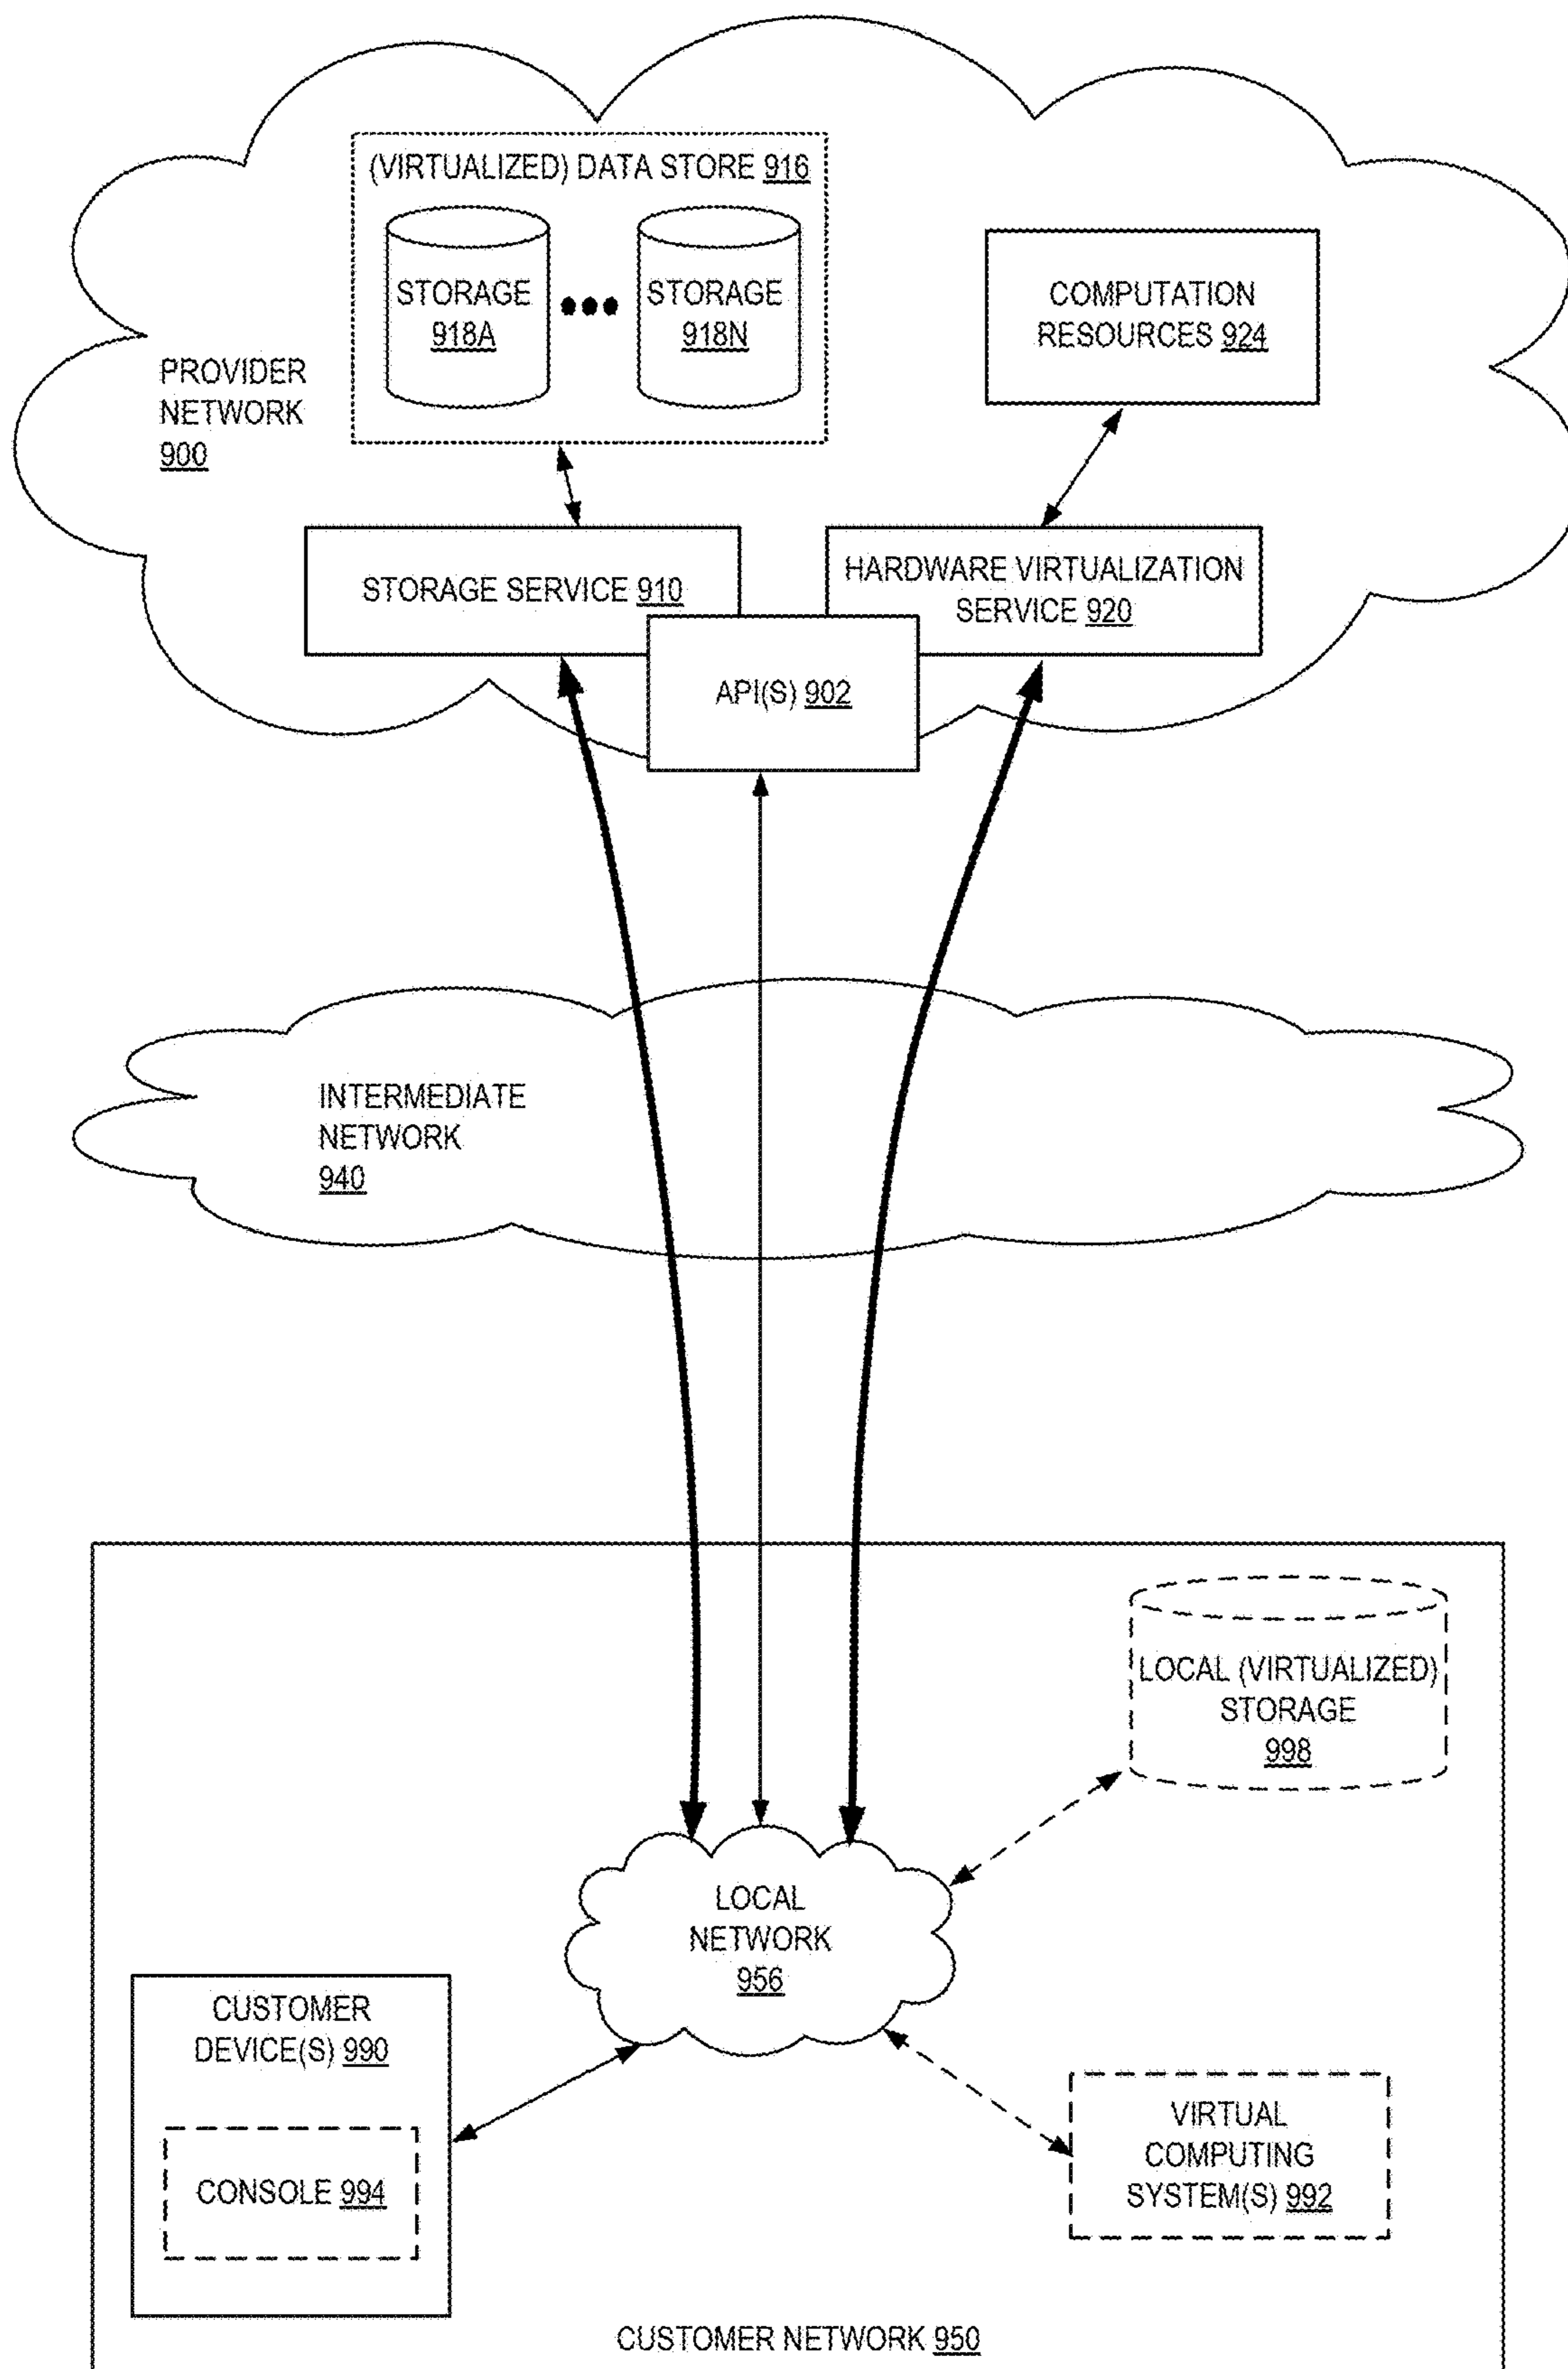 (VIRTUALIZED) DATA STORE 916
STORAGE
918A
STORAGE
918N
COMPUTATION
RESOURCES 924
PROVIDER
NETWORK
900
STORAGE SERVICE 910
HARDWARE VIRTUALIZATION
SERVICE 920
API(S) 902
INTERMEDIATE
NETWORK
940
LOCAL (VIRTUALIZED)
STORAGE
998
LOCAL
NETWORK
956
CUSTOMER
DEVICE(S) 990
CONSOLE 994
VIRTUAL
COMPUTING
SYSTEM(S) 992
CUSTOMER NETWORK 950